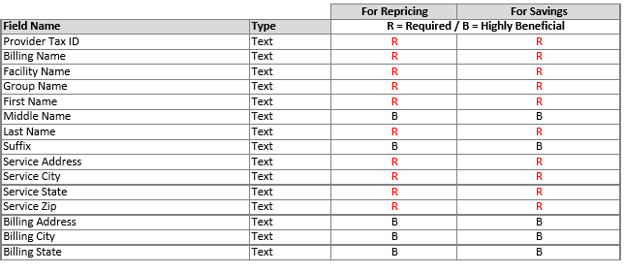 For Repricing For Savings
Field Name Type R = Required / B = Highly Beneficial
Provider Tax ID Text R R
Billing Name Text R R
Facility Name Text R R
Group Name Text R R
First Name Text R R
Middle Name Text B B
Last Name Text R R
Suffix Text B B
Service Address Text R R
Service City Text R R
Service State Text R R
Service Zip Text R R
Billing Address Text B B
Billing City Text B B
Billing State Text B B